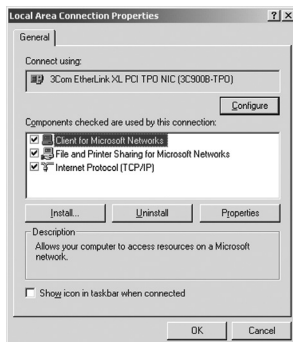 Local Area Connection Properties
General
Connect using:
3Com EtherLink XL PCI TPO NIC (3C900B-TPO)
Configure
Components checked are used by this connection:
Client for Microsoft Networks
File and Printer Sharing for Microsoft Networks
Internet Protocol (TCP/IP)
Install...
Uninstall
Properties
Description
Allows your computer to access resources on a Microsoft
network.
Show icon in taskbar when connected
OK
Cancel